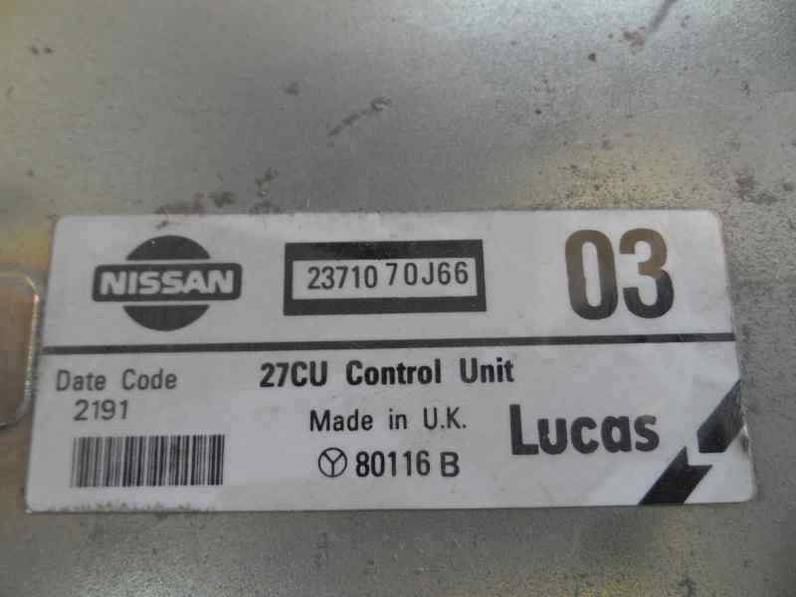 NISSAN
23710 70J66
03
Date Code
2191
27CU Control Unit
Made in U.K.
80116 B
Lucas